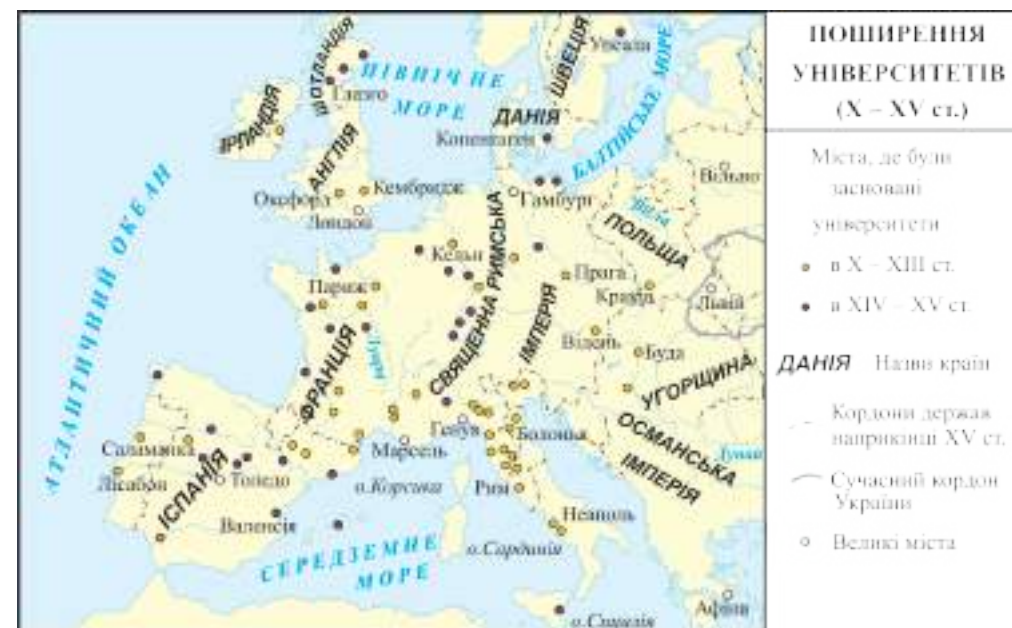 ПОШИРЕННЯ
УНІВЕРСИТЕТІВ
(X – XV ст.)
Міста, де були
засновані
університети
в X – XIII ст.
в XIV – XV ст.
ДАНІЯ Назви країн
Кордони держав
наприкінці XV ст.
Сучасний кордон
України
Великі міста
АТЛАНТИЧНИЙ ОКЕАН
ПІВНІЧНЕ
МОРЕ
БАЛТІЙСЬКЕ МОРЕ
СЕРЕДЗЕМНЕ
МОРЕ
ШОТЛАНДІЯ
ІРЛАНДІЯ
АНГЛІЯ
ДАНІЯ
ШВЕЦІЯ
ПОЛЬЩА
СВЯЩЕННА РИМСЬКА
ІМПЕРІЯ
ФРАНЦІЯ
ІСПАНІЯ
УГОРЩИНА
ОСМАНСЬКА
ІМПЕРІЯ
Упсала
Глазго
Копенгаген
Оксфорд
Кембридж
Лондон
Гамбург
Вільно
Вісла
Кельн
Париж
Прага
Краків
Львів
Відень
Буда
Луара
Дунай
Генуя
Болонья
Марсель
Саламанка
Лісабон
Толедо
Валенсія
о.Корсика
Рим
Неаполь
о.Сардинія
о.Сицилія
Афіни